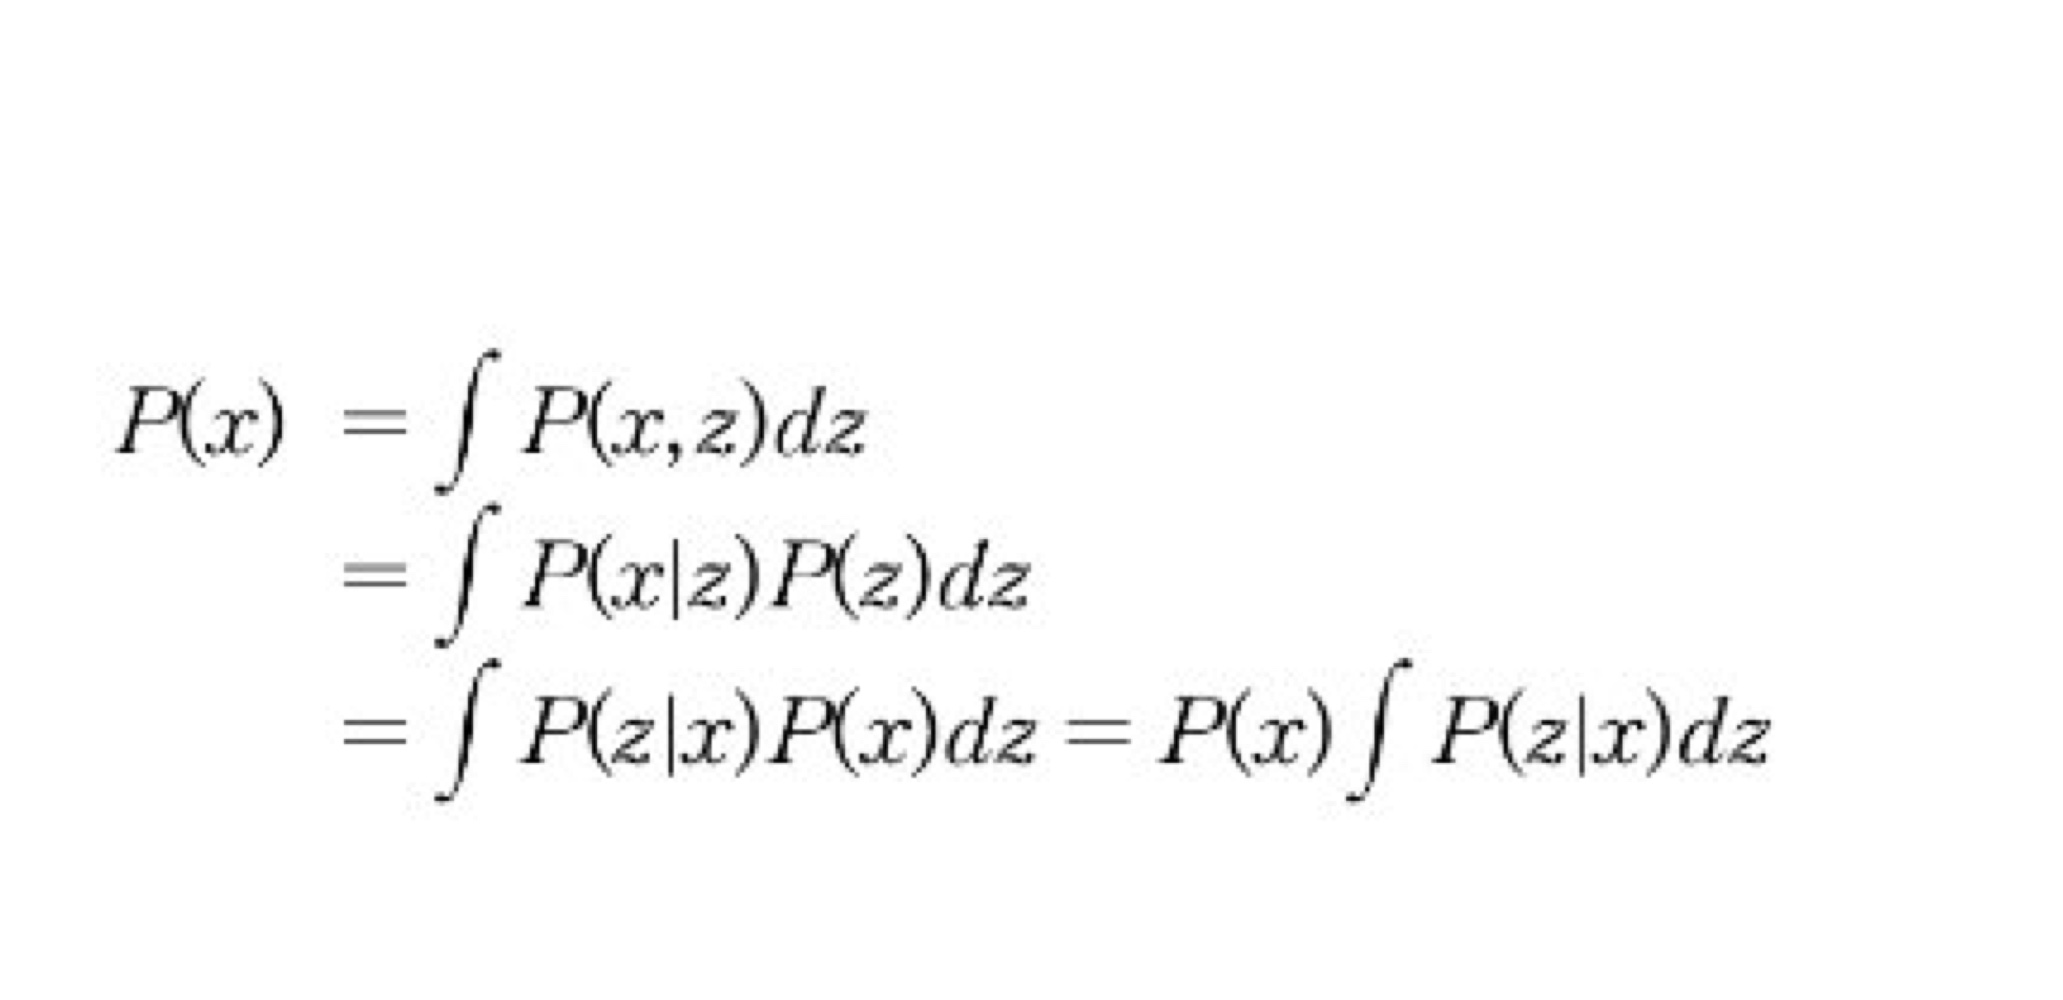 P(x) = ∫ P(x, z)dz
= ∫ P(x|z)P(z)dz
= ∫ P(z|x)P(x)dz = P(x) ∫ P(z|x)dz